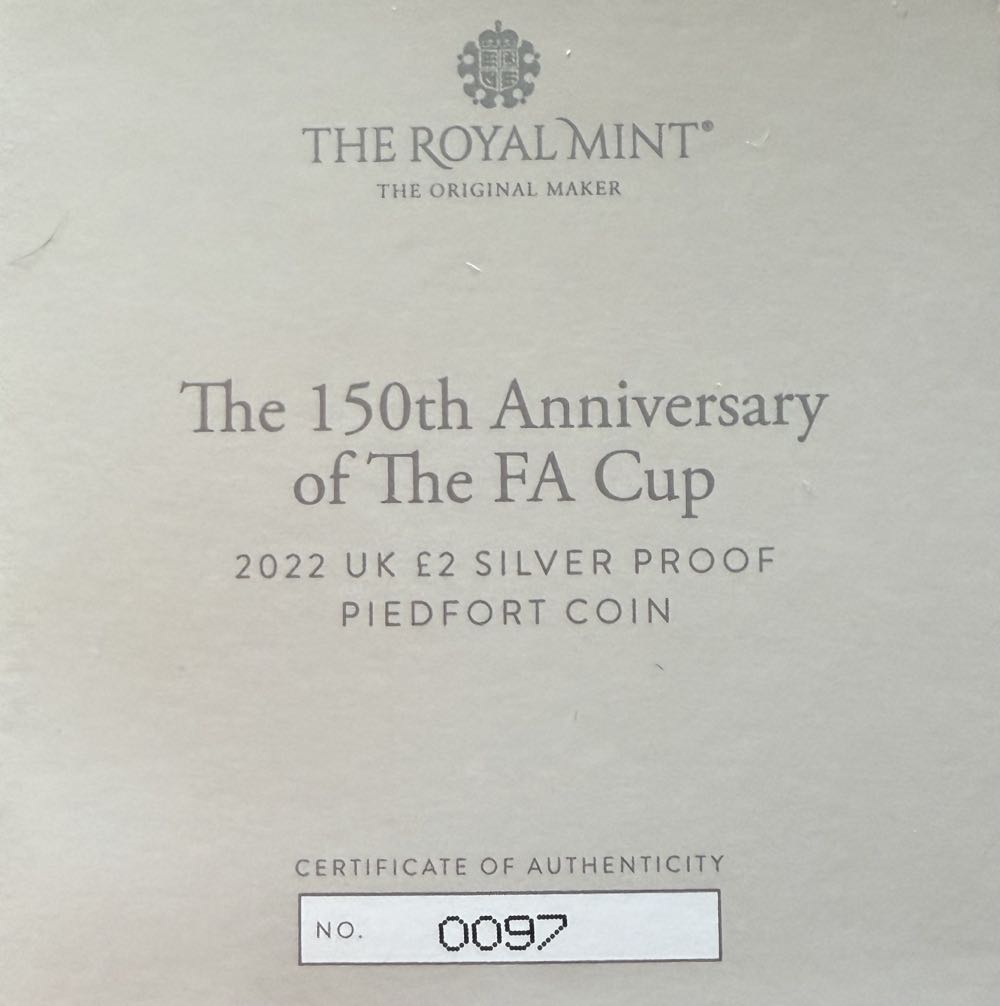 THE ROYAL MINT®
THE ORIGINAL MAKER
The 150th Anniversary
of The FA Cup
2022 UK £2 SILVER PROOF
PIEDFORT COIN
CERTIFICATE OF AUTHENTICITY
NO. 0097